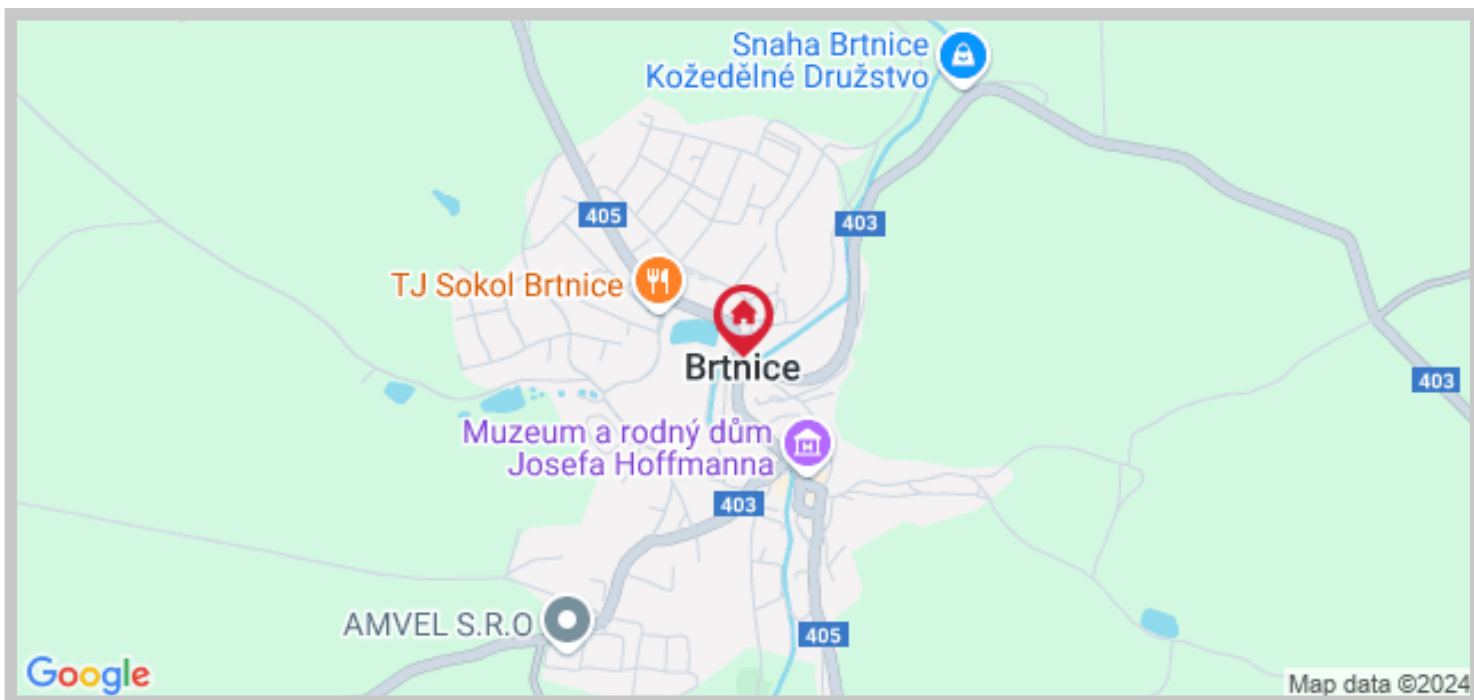 Snaha Brtnice
Kožedělné Družstvo
405
403
TJ Sokol Brtnice
Brtnice
403
Muzeum a rodný dům
Josefa Hoffmanna
403
AMVEL S.R.O
405
Google
Map data ©2024